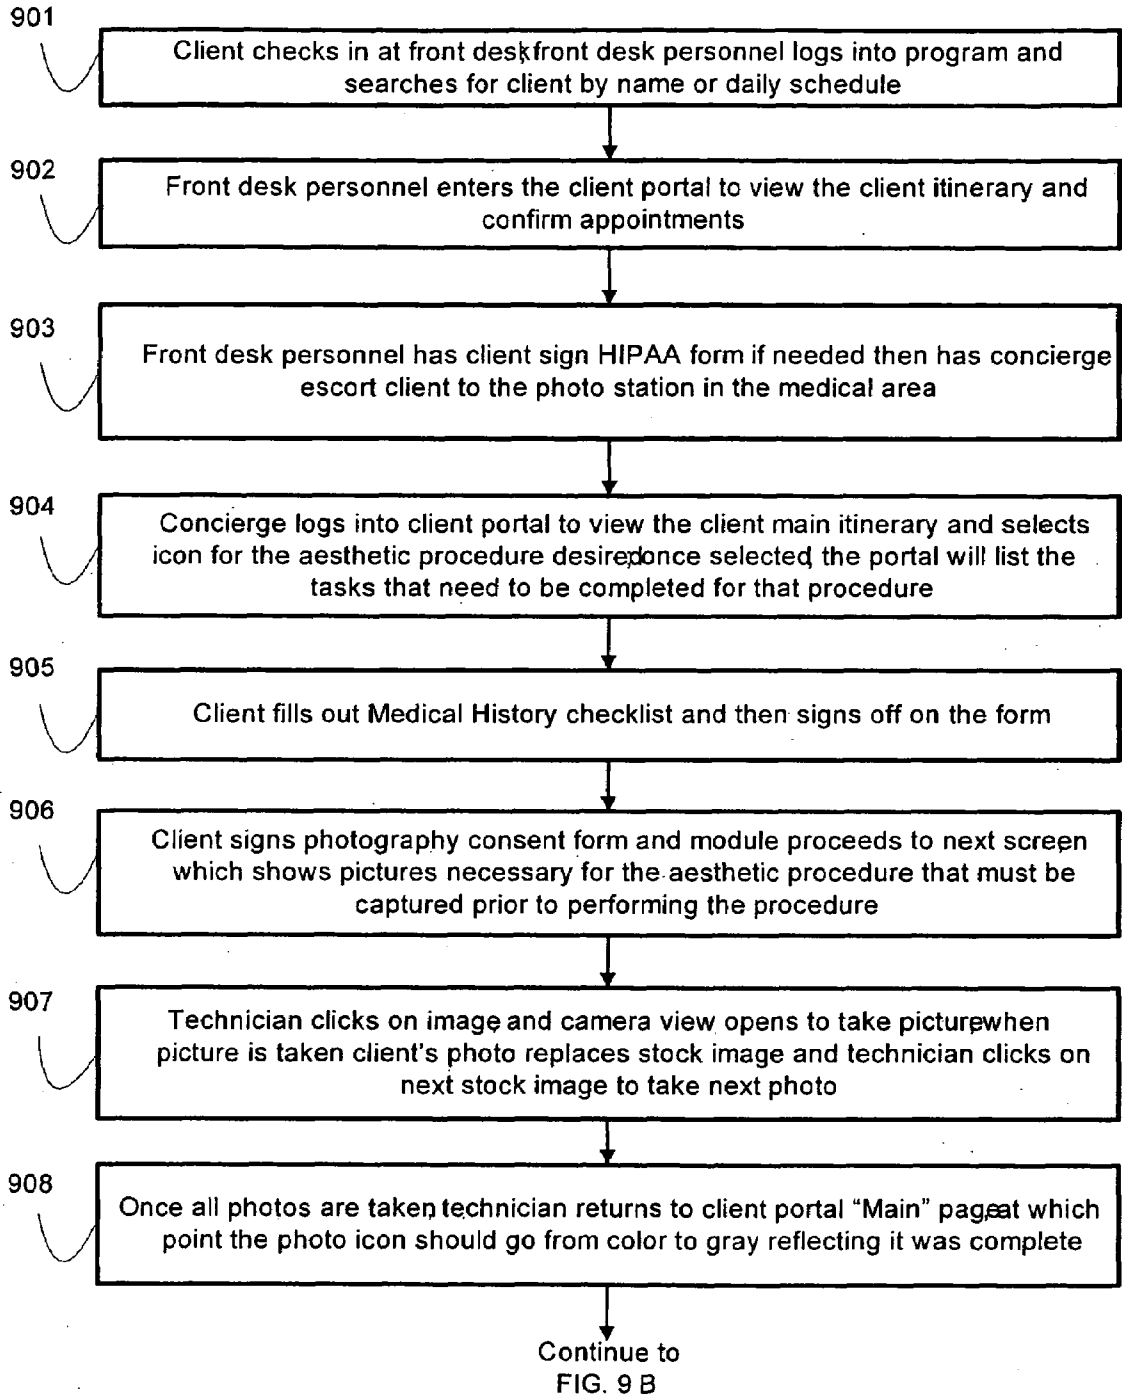 901
Client checks in at front desk, front desk personnel logs into program and
searches for client by name or daily schedule
902
Front desk personnel enters the client portal to view the client itinerary and
confirm appointments
903
Front desk personnel has client sign HIPAA form if needed then has concierge
escort client to the photo station in the medical area
904
Concierge logs into client portal to view the client main itinerary and selects
icon for the aesthetic procedure desired, once selected, the portal will list the
tasks that need to be completed for that procedure
905
Client fills out Medical History checklist and then signs off on the form
906
Client signs photography consent form and module proceeds to next screen,
which shows pictures necessary for the aesthetic procedure that must be
captured prior to performing the procedure
907
Technician clicks on image, and camera view opens to take picture, when
picture is taken client's photo replaces stock image and technician clicks on
next stock image to take next photo
908
Once all photos are taken, technician returns to client portal “Main” page, at which
point the photo icon should go from color to gray reflecting it was complete
Continue to
FIG. 9 B